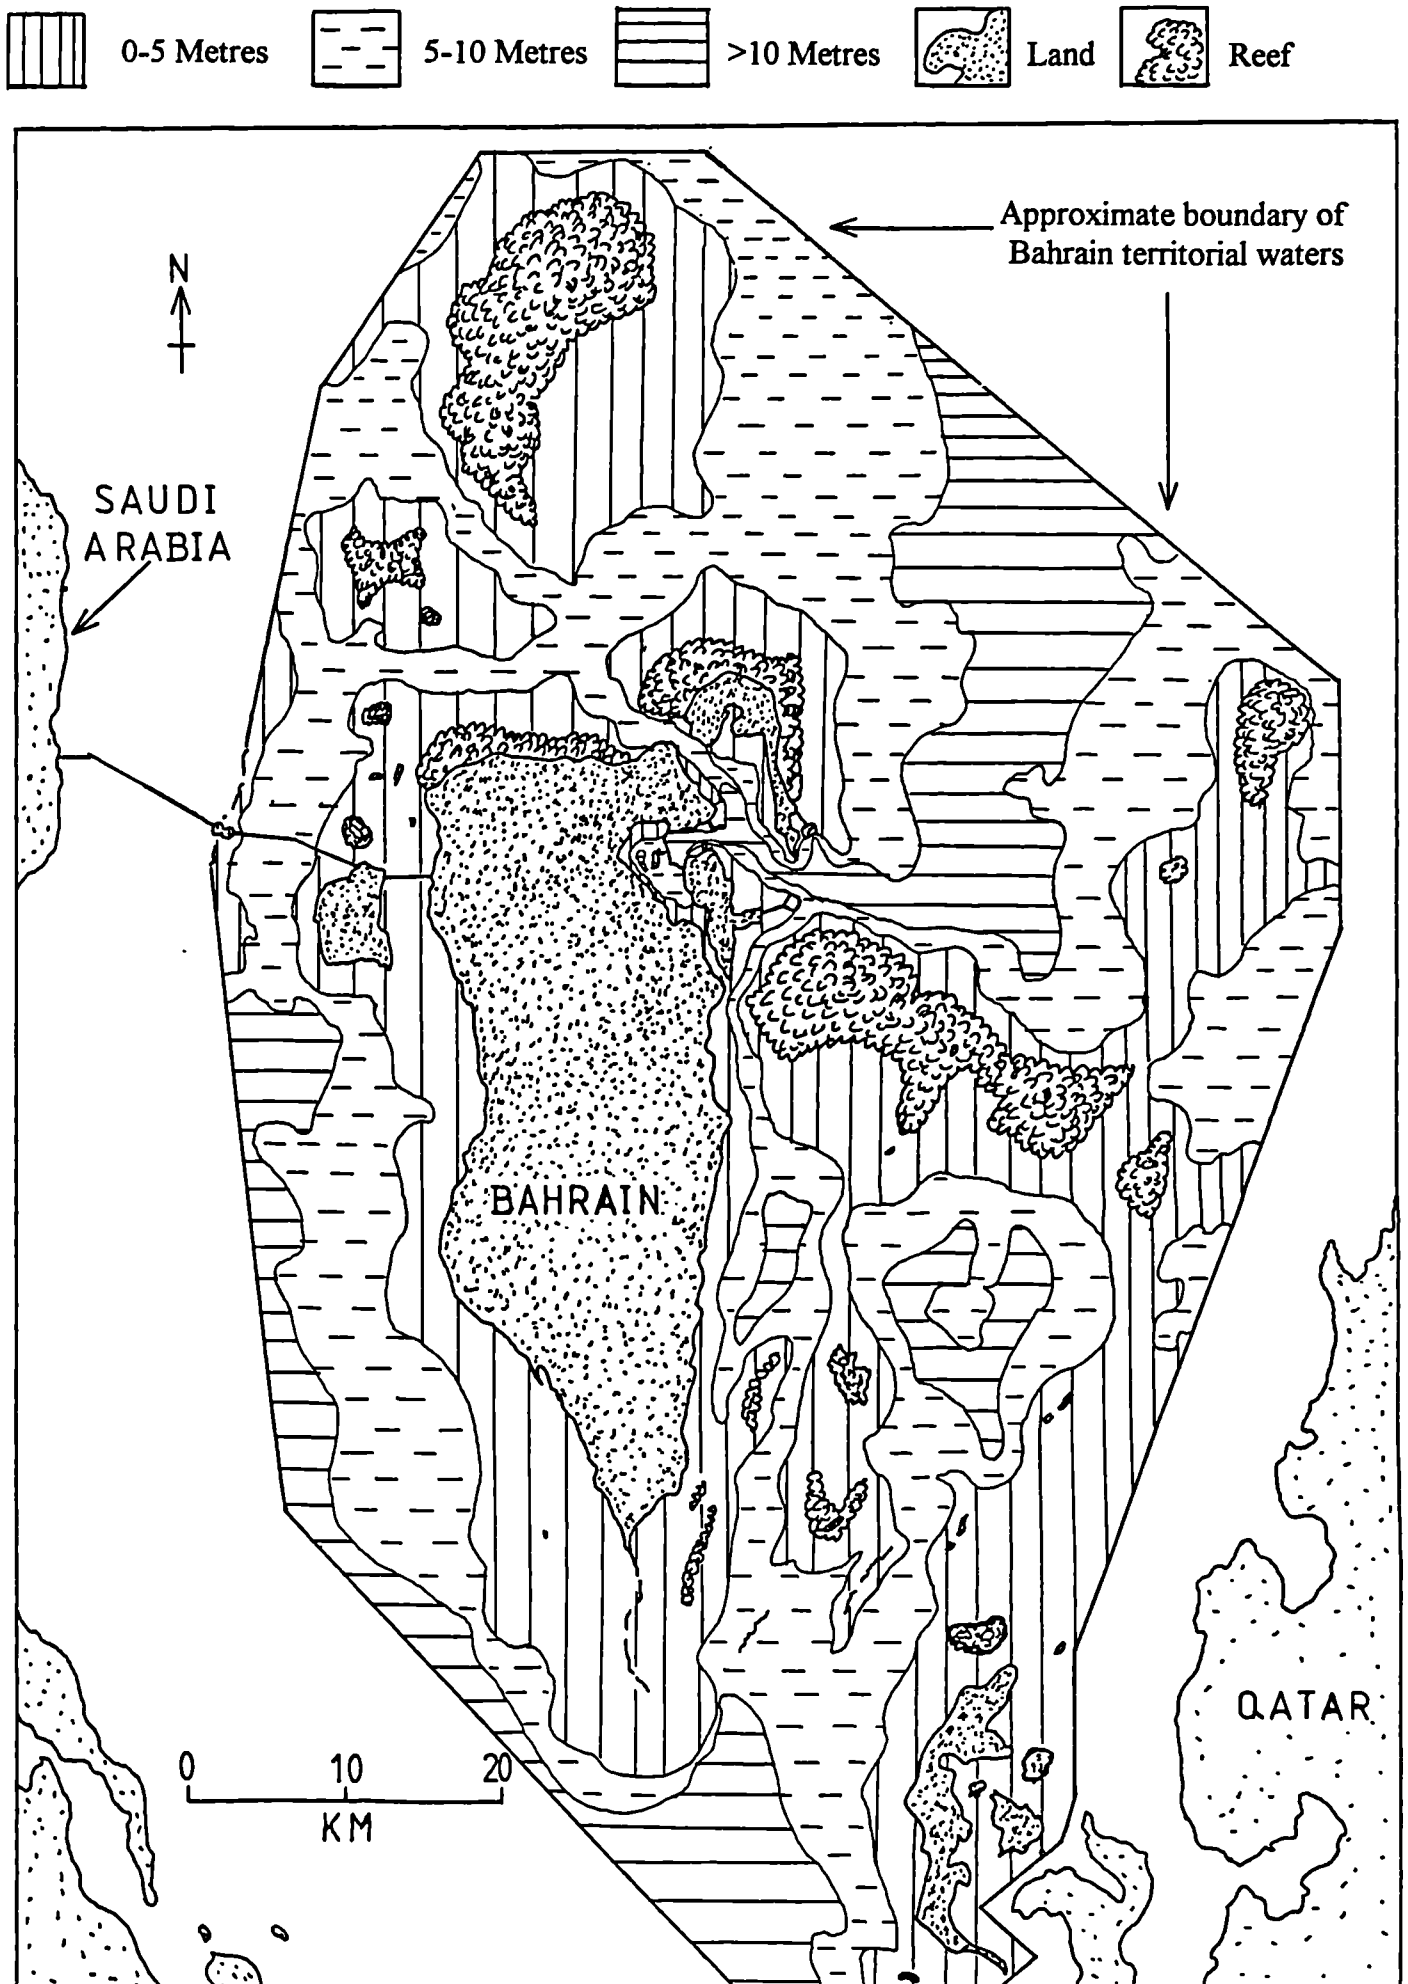 0-5 Metres
5-10 Metres
>10 Metres
Land
Reef
Approximate boundary of
Bahrain territorial waters
N
SAUDI
ARABIA
BAHRAIN
QATAR
0 10 20
KM